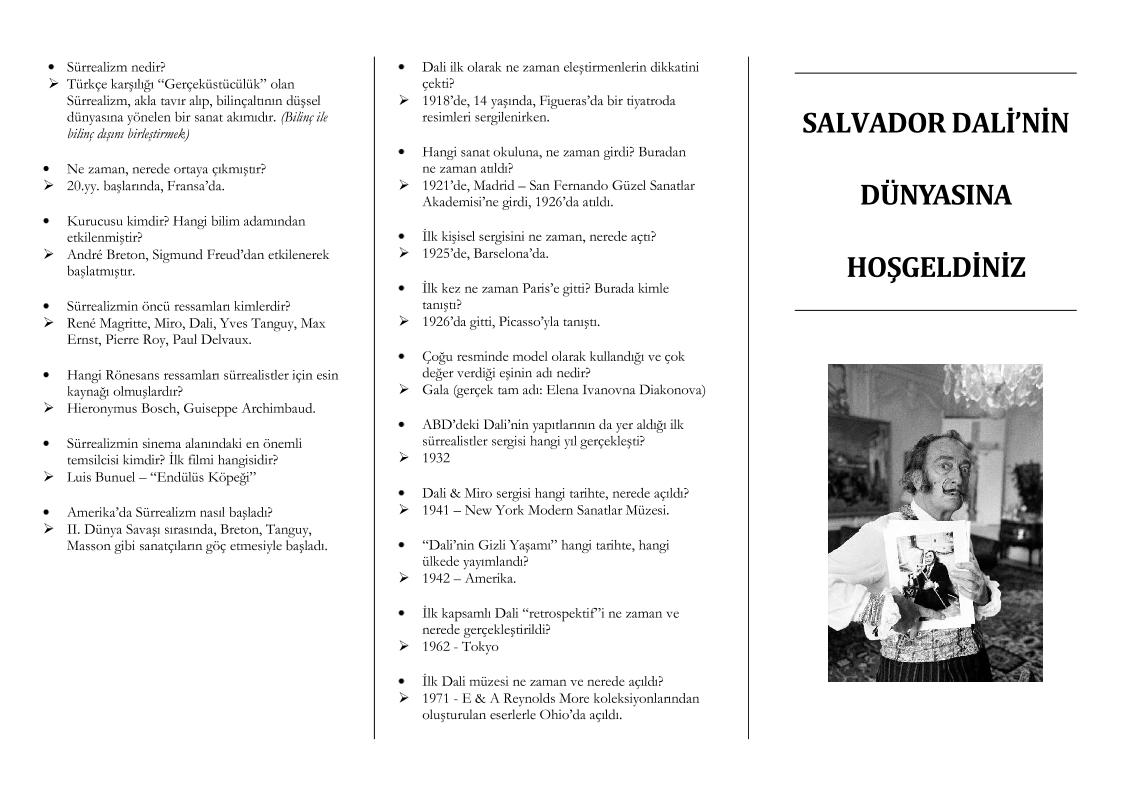 • Sürrealizm nedir?
➢ Türkçe karşılığı “Gerçeküstücülük” olan
Sürrealizm, akla tavır alıp, bilinçaltının düşsel
dünyasına yönelen bir sanat akımıdır. (Bilinç ile
bilinç dışını birleştirmek)
• Ne zaman, nerede ortaya çıkmıştır?
➢ 20.yy. başlarında, Fransa’da.
• Kurucusu kimdir? Hangi bilim adamından
etkilenmiştir?
➢ André Breton, Sigmund Freud’dan etkilenerek
başlatmıştır.
• Sürrealizmin öncü ressamları kimlerdir?
➢ René Magritte, Miro, Dali, Yves Tanguy, Max
Ernst, Pierre Roy, Paul Delvaux.
• Hangi Rönesans ressamları sürrealistler için esin
kaynağı olmuşlardır?
➢ Hieronymus Bosch, Guiseppe Archimbaud.
• Sürrealizmin sinema alanındaki en önemli
temsilcisi kimdir? İlk filmi hangisidir?
➢ Luis Bunuel – “Endülüs Köpeği”
• Amerika’da Sürrealizm nasıl başladı?
➢ II. Dünya Savaşı sırasında, Breton, Tanguy,
Masson gibi sanatçıların göç etmesiyle başladı.
• Dali ilk olarak ne zaman eleştirmenlerin dikkatini
çekti?
➢ 1918’de, 14 yaşında, Figueras’da bir tiyatroda
resimleri sergilenirken.
• Hangi sanat okuluna, ne zaman girdi? Buradan
ne zaman atıldı?
➢ 1921’de, Madrid – San Fernando Güzel Sanatlar
Akademisi’ne girdi, 1926’da atıldı.
• İlk kişisel sergisini ne zaman, nerede açtı?
➢ 1925’de, Barselona’da.
• İlk kez ne zaman Paris’e gitti? Burada kimle
tanıştı?
➢ 1926’da gitti, Picasso’yla tanıştı.
• Çoğu resminde model olarak kullandığı ve çok
değer verdiği eşinin adı nedir?
➢ Gala (gerçek tam adı: Elena Ivanovna Diakonova)
• ABD’deki Dali’nin yapıtlarının da yer aldığı ilk
sürrealistler sergisi hangi yıl gerçekleşti?
➢ 1932
• Dali & Miro sergisi hangi tarihte, nerede açıldı?
➢ 1941 – New York Modern Sanatlar Müzesi.
• “Dali’nin Gizli Yaşamı” hangi tarihte, hangi
ülkede yayımlandı?
➢ 1942 – Amerika.
• İlk kapsamlı Dali “retrospektif”i ne zaman ve
nerede gerçekleştirildi?
➢ 1962 - Tokyo
• İlk Dali müzesi ne zaman ve nerede açıldı?
➢ 1971 - E & A Reynolds More koleksiyonlarından
oluşturulan eserlerle Ohio’da açıldı.
SALVADOR DALİ’NİN
DÜNYASINA
HOŞGELDİNİZ